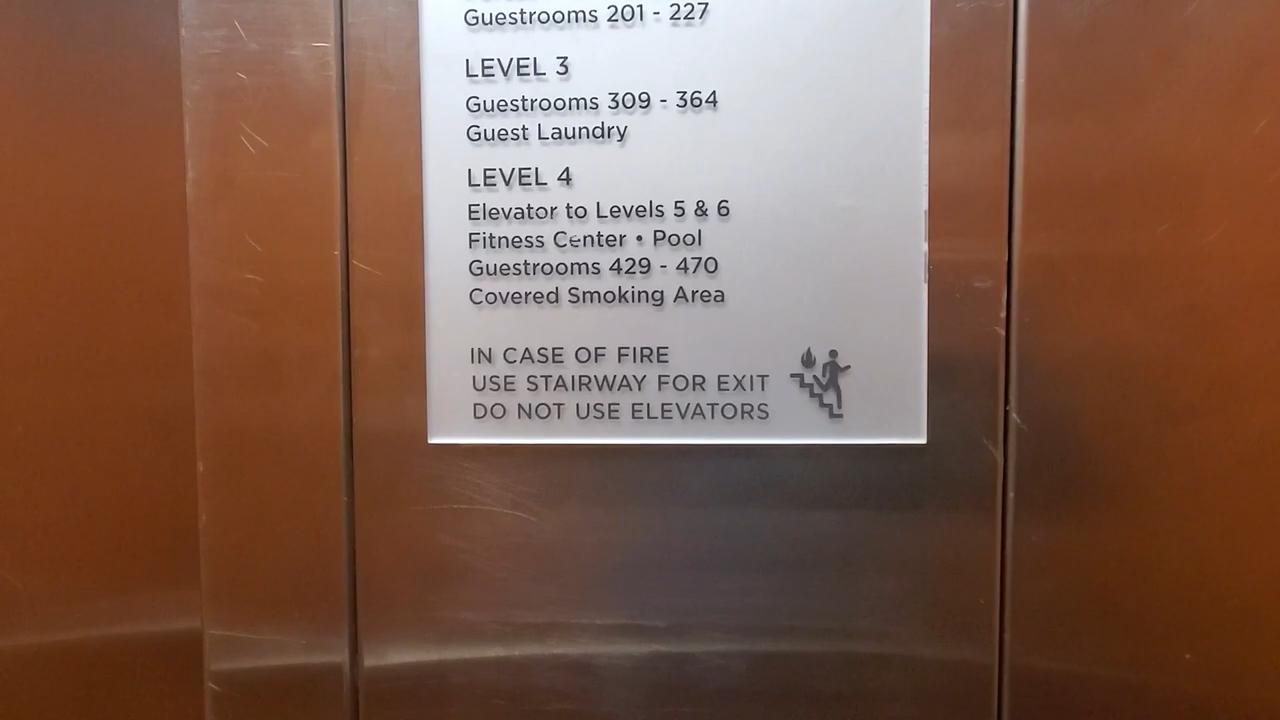 Guestrooms 201 - 227
LEVEL 3
Guestrooms 309 - 364
Guest Laundry
LEVEL 4
Elevator to Levels 5 & 6
Fitness Center • Pool
Guestrooms 429 - 470
Covered Smoking Area
IN CASE OF FIRE
USE STAIRWAY FOR EXIT
DO NOT USE ELEVATORS